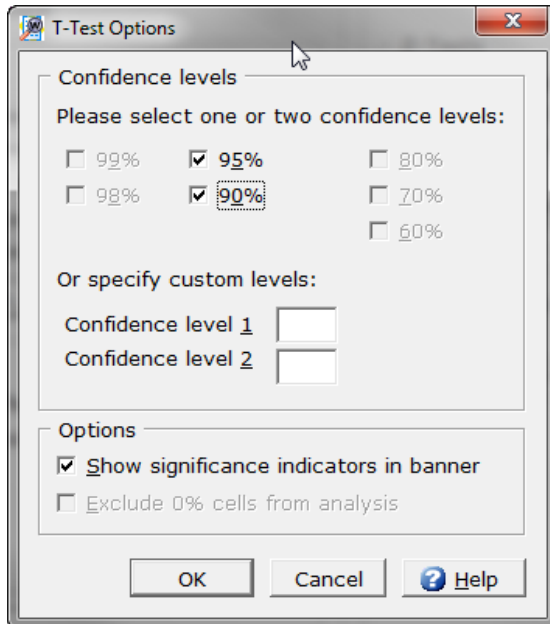 T-Test Options
Confidence levels
Please select one or two confidence levels:
99% 95% 80%
98% 90% 70%
60%
Or specify custom levels:
Confidence level 1
Confidence level 2
Options
Show significance indicators in banner
Exclude 0% cells from analysis
OK Cancel Help